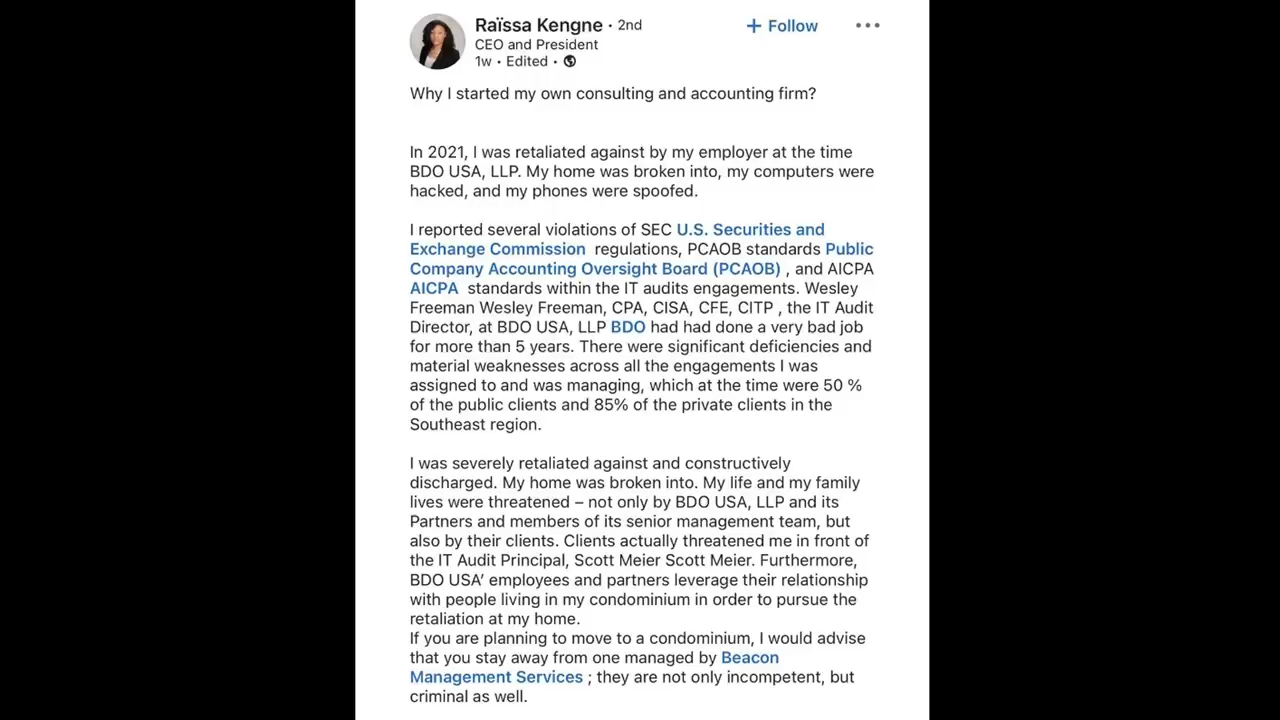 Raïssa Kengne · 2nd
+ Follow
CEO and President
1w • Edited •
Why I started my own consulting and accounting firm?
In 2021, I was retaliated against by my employer at the time
BDO USA, LLP. My home was broken into, my computers were
hacked, and my phones were spoofed.
I reported several violations of SEC U.S. Securities and
Exchange Commission regulations, PCAOB standards Public
Company Accounting Oversight Board (PCAOB) , and AICPA
AICPA standards within the IT audits engagements. Wesley
Freeman Wesley Freeman, CPA, CISA, CFE, CITP , the IT Audit
Director, at BDO USA, LLP BDO had had done a very bad job
for more than 5 years. There were significant deficiencies and
material weaknesses across all the engagements I was
assigned to and was managing, which at the time were 50 %
of the public clients and 85% of the private clients in the
Southeast region.
I was severely retaliated against and constructively
discharged. My home was broken into. My life and my family
lives were threatened – not only by BDO USA, LLP and its
Partners and members of its senior management team, but
also by their clients. Clients actually threatened me in front of
the IT Audit Principal, Scott Meier Scott Meier. Furthermore,
BDO USA’ employees and partners leverage their relationship
with people living in my condominium in order to pursue the
retaliation at my home.
If you are planning to move to a condominium, I would advise
that you stay away from one managed by Beacon
Management Services ; they are not only incompetent, but
criminal as well.